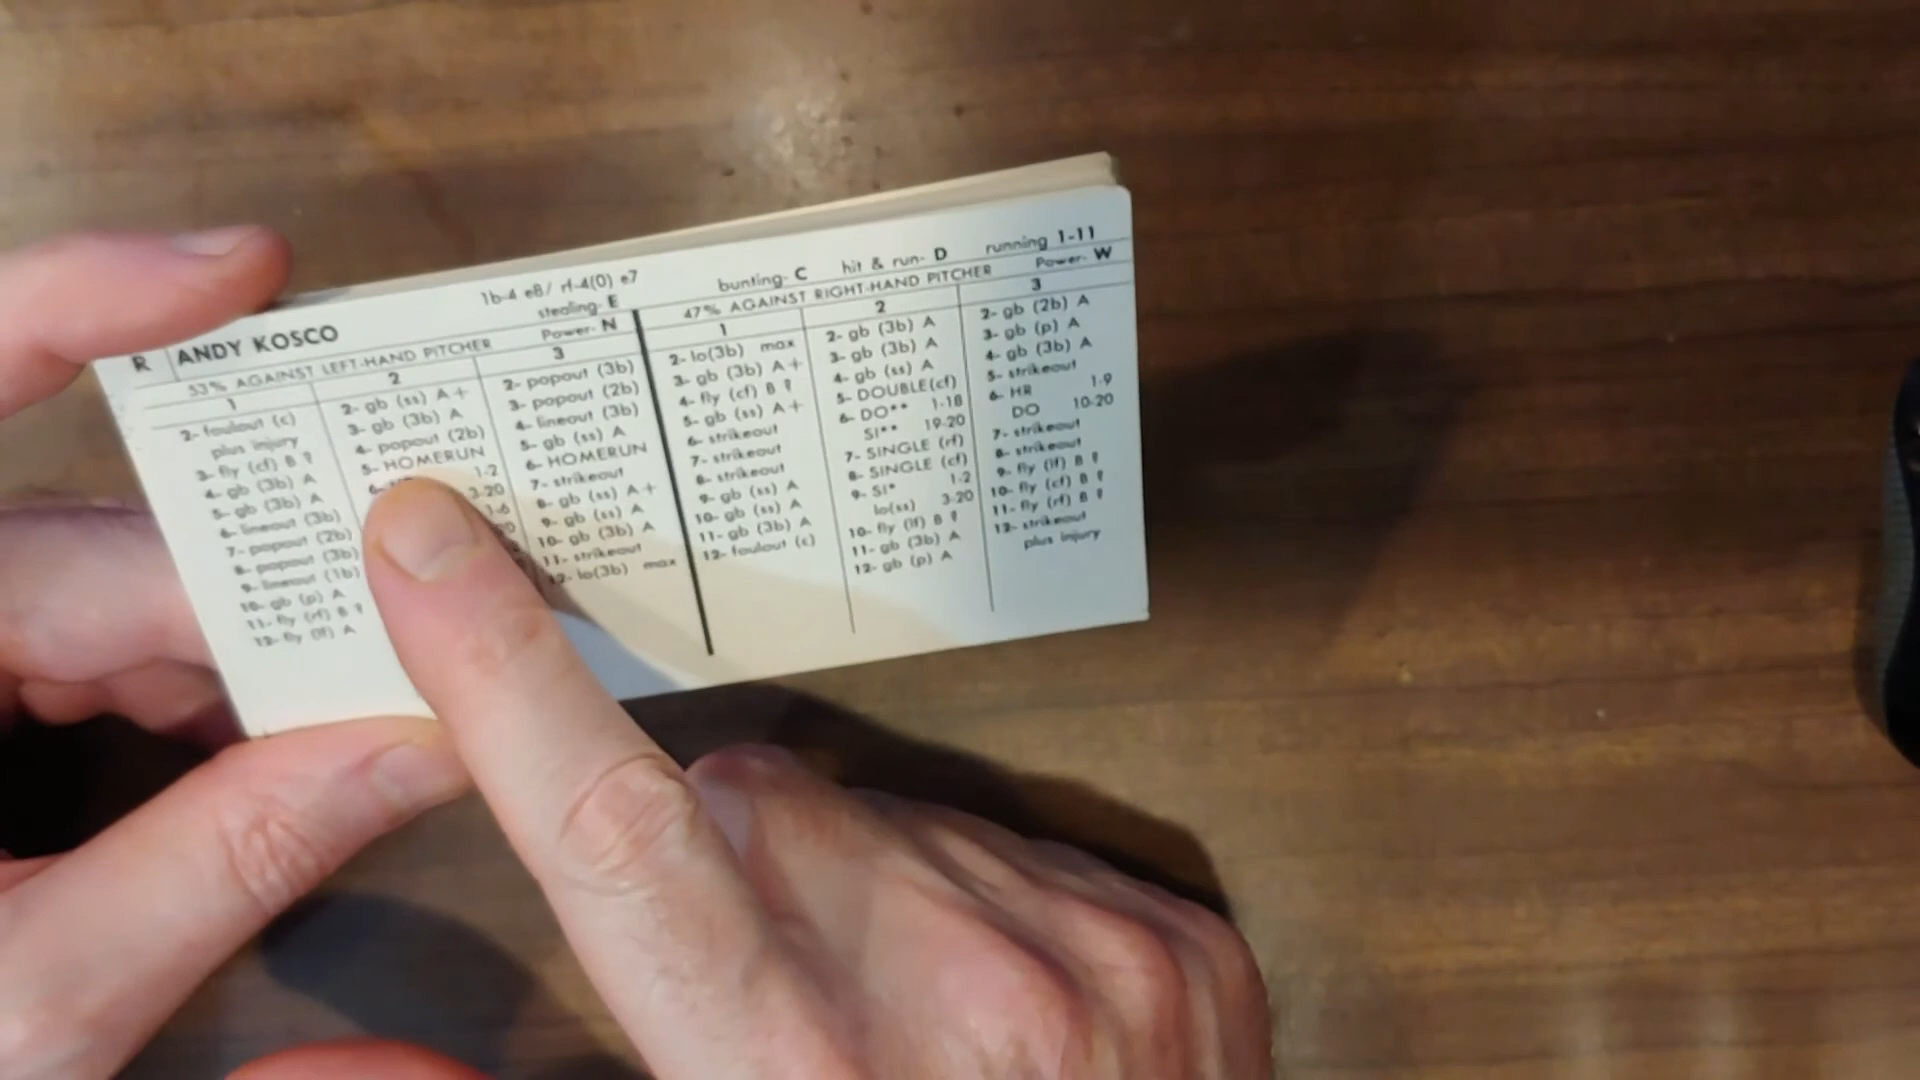 1b-4 e8/ rf-4(0) e7
stealing- E
bunting- C hit & run- D running 1-11
R ANDY KOSCO
53% AGAINST LEFT-HAND PITCHER Power- N
1
2- foulout (c)
plus injury
3- fly (cf) B ?
4- gb (3b) A
5- gb (3b) A
6- lineout (3b)
7- popout (2b)
8- popout (3b)
9- lineout (1b)
10- gb (p) A
11- fly (rf) B ?
12- fly (lf) A
2
2- gb (ss) A+
3- gb (3b) A
4- popout (2b)
5- HOMERUN
6- 1-2
3-20
1-6
3
2- popout (3b)
3- popout (2b)
4- lineout (3b)
5- gb (ss) A
6- HOMERUN
7- strikeout
8- gb (ss) A+
9- gb (ss) A
10- gb (3b) A
11- strikeout
12- lo(3b) max
47% AGAINST RIGHT-HAND PITCHER Power- W
1
2- lo(3b) max
3- gb (3b) A+
4- fly (cf) B ?
5- gb (ss) A+
6- strikeout
7- strikeout
8- strikeout
9- gb (ss) A
10- gb (ss) A
11- gb (3b) A
12- foulout (c)
2
2- gb (3b) A
3- gb (3b) A
4- gb (ss) A
5- DOUBLE(cf)
6- DO** 1-18
SI** 19-20
7- SINGLE (rf)
8- SINGLE (cf)
9- SI* 1-2
lo(ss) 3-20
10- fly (lf) B ?
11- gb (3b) A
12- gb (p) A
3
2- gb (2b) A
3- gb (p) A
4- gb (3b) A
5- strikeout
6- HR 1-9
DO 10-20
7- strikeout
8- strikeout
9- fly (lf) B ?
10- fly (cf) B ?
11- fly (rf) B ?
12- strikeout
plus injury